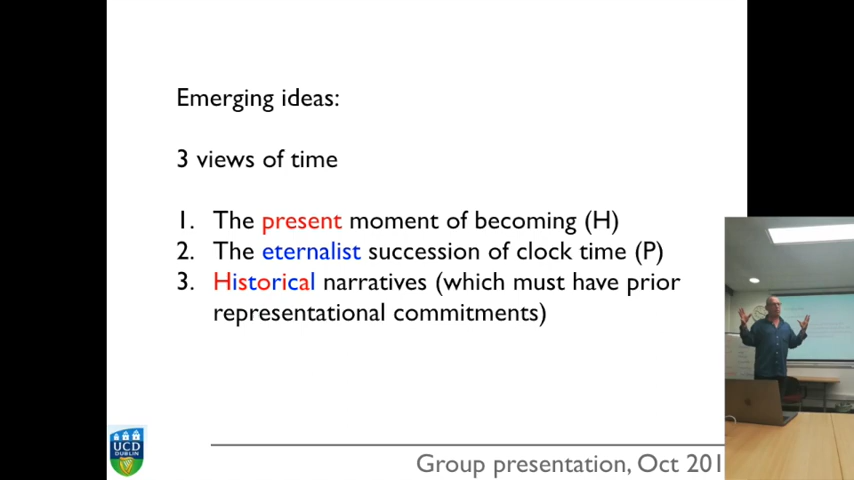 Emerging ideas:
3 views of time
1. The present moment of becoming (H)
2. The eternalist succession of clock time (P)
3. Historical narratives (which must have prior
representational commitments)
UCD
DUBLIN
Group presentation, Oct 201